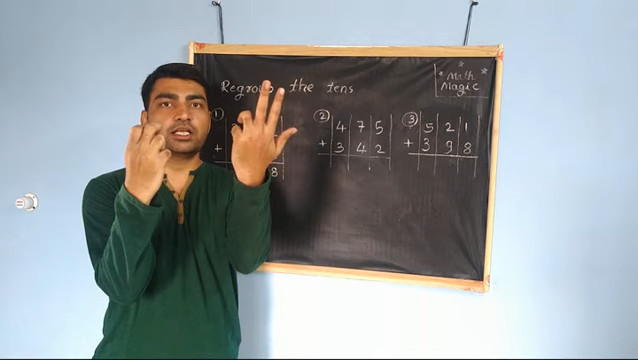 Regroup the tens
Math
Magic
① ② 4 7 5 ③ 5 2 1
+ + 3 4 2 + 3 9 8
8